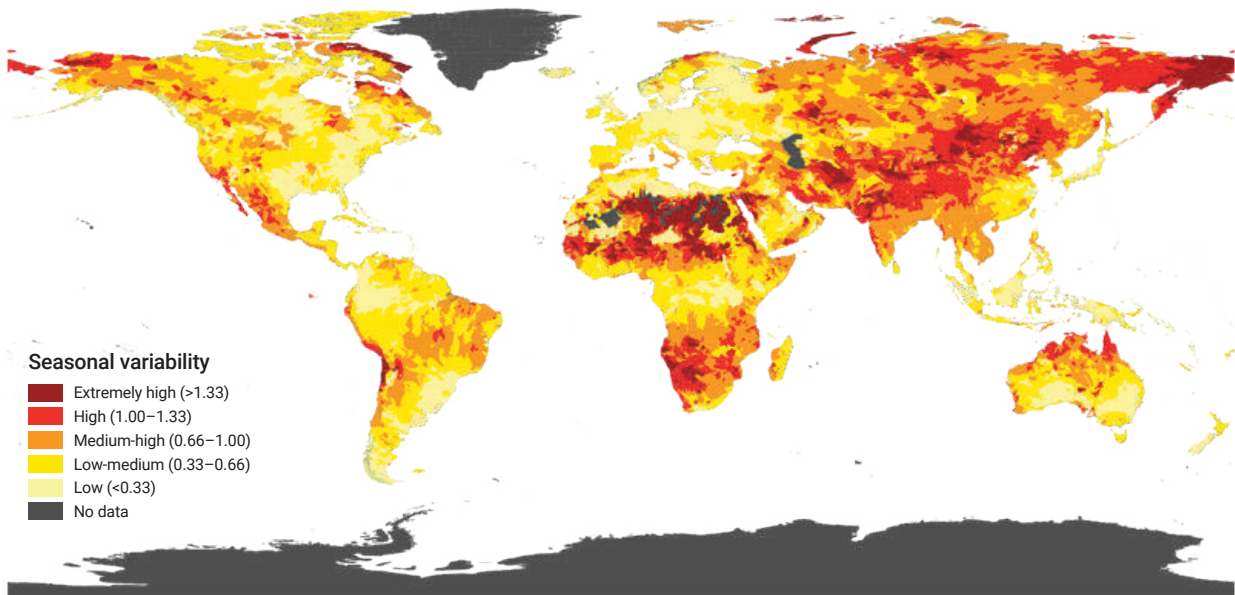 Seasonal variability
Extremely high (>1.33)
High (1.00–1.33)
Medium-high (0.66–1.00)
Low-medium (0.33–0.66)
Low (<0.33)
No data